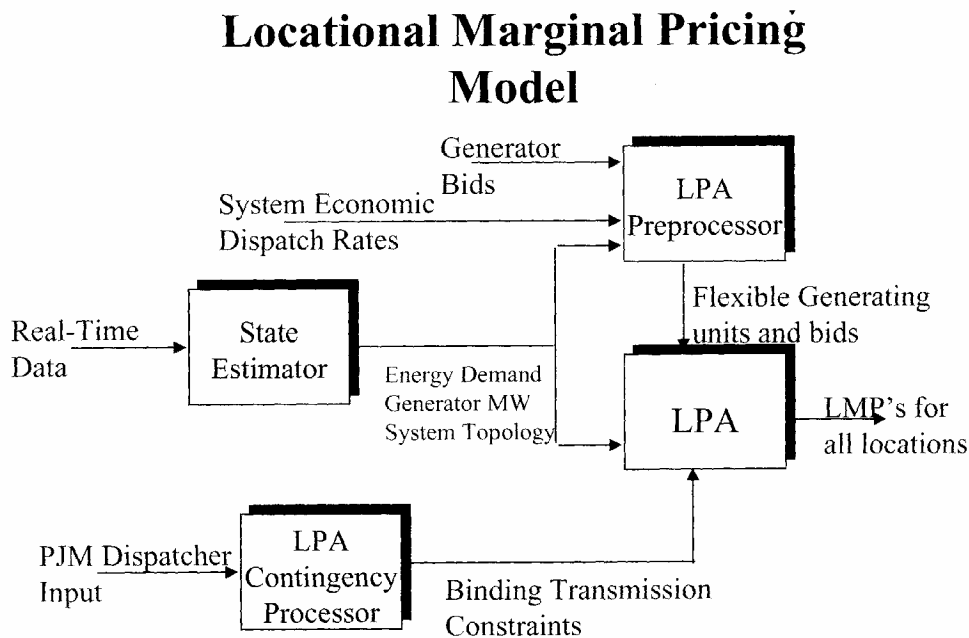 Locational Marginal Pricing
Model
Generator
Bids
LPA
Preprocessor
System Economic
Dispatch Rates
Flexible Generating
units and bids
Real-Time
Data
State
Estimator
Energy Demand
Generator MW
System Topology
LPA
LMP's for
all locations
PJM Dispatcher
Input
LPA
Contingency
Processor
Binding Transmission
Constraints